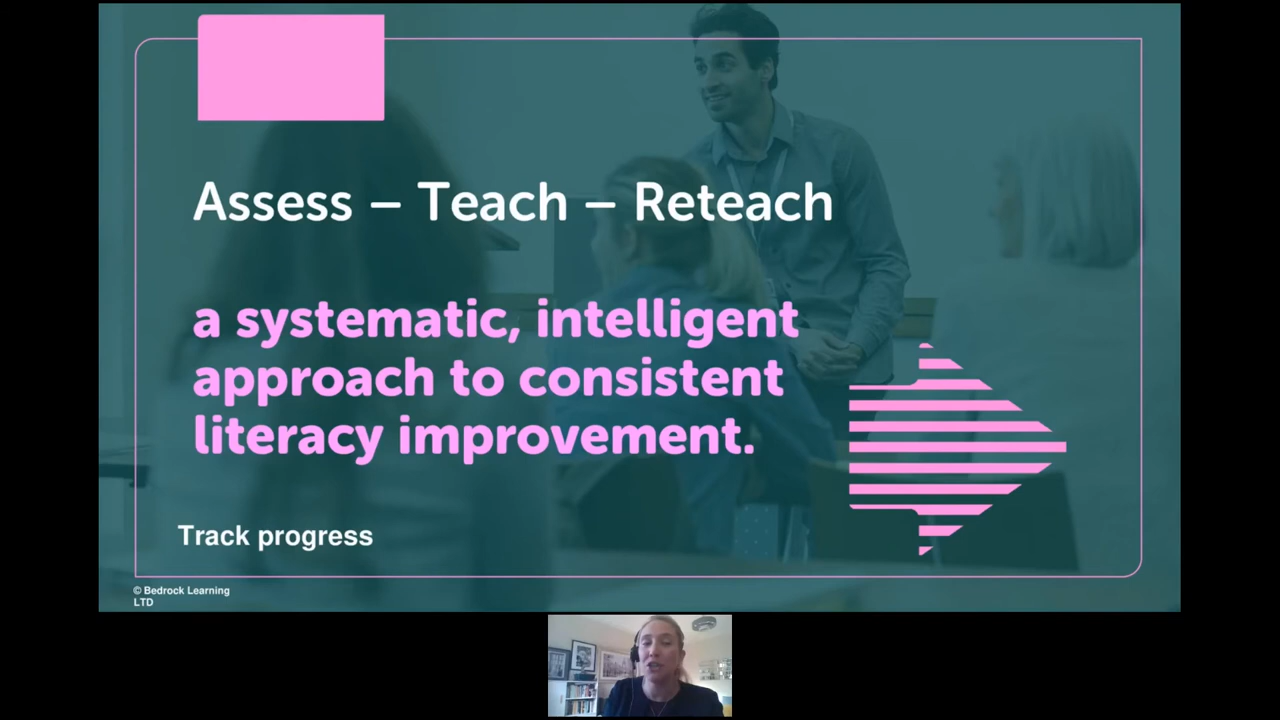 Assess – Teach – Reteach
a systematic, intelligent
approach to consistent
literacy improvement.
Track progress
© Bedrock Learning
LTD